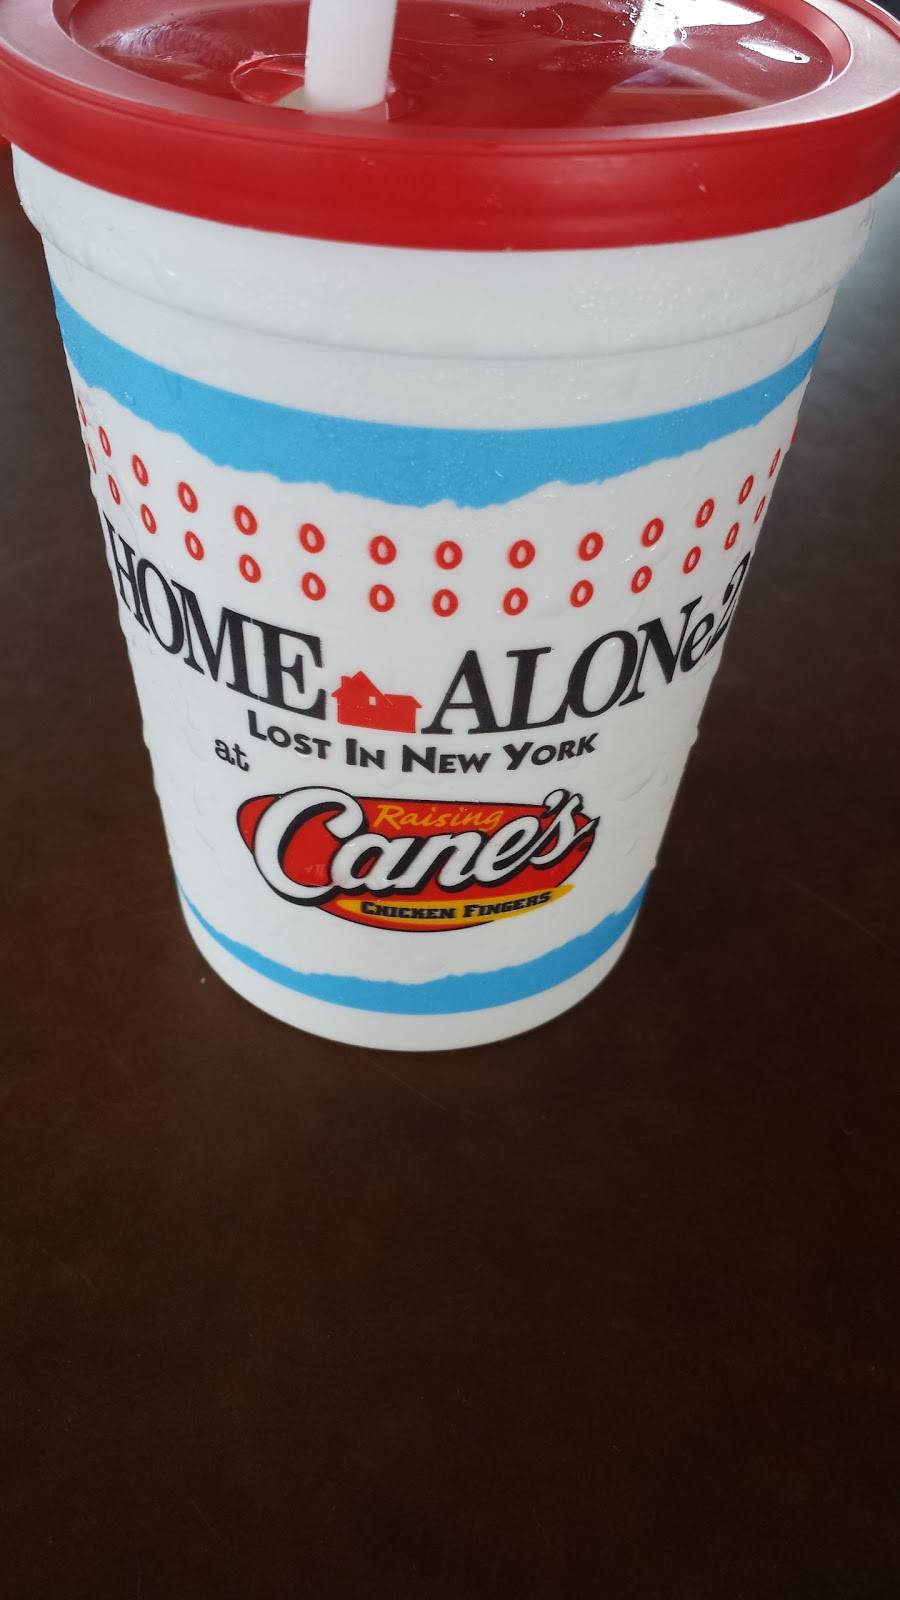 HOME ALONe2
LOST IN NEW YORK
at
Raising
Cane's
CHICKEN FINGERS